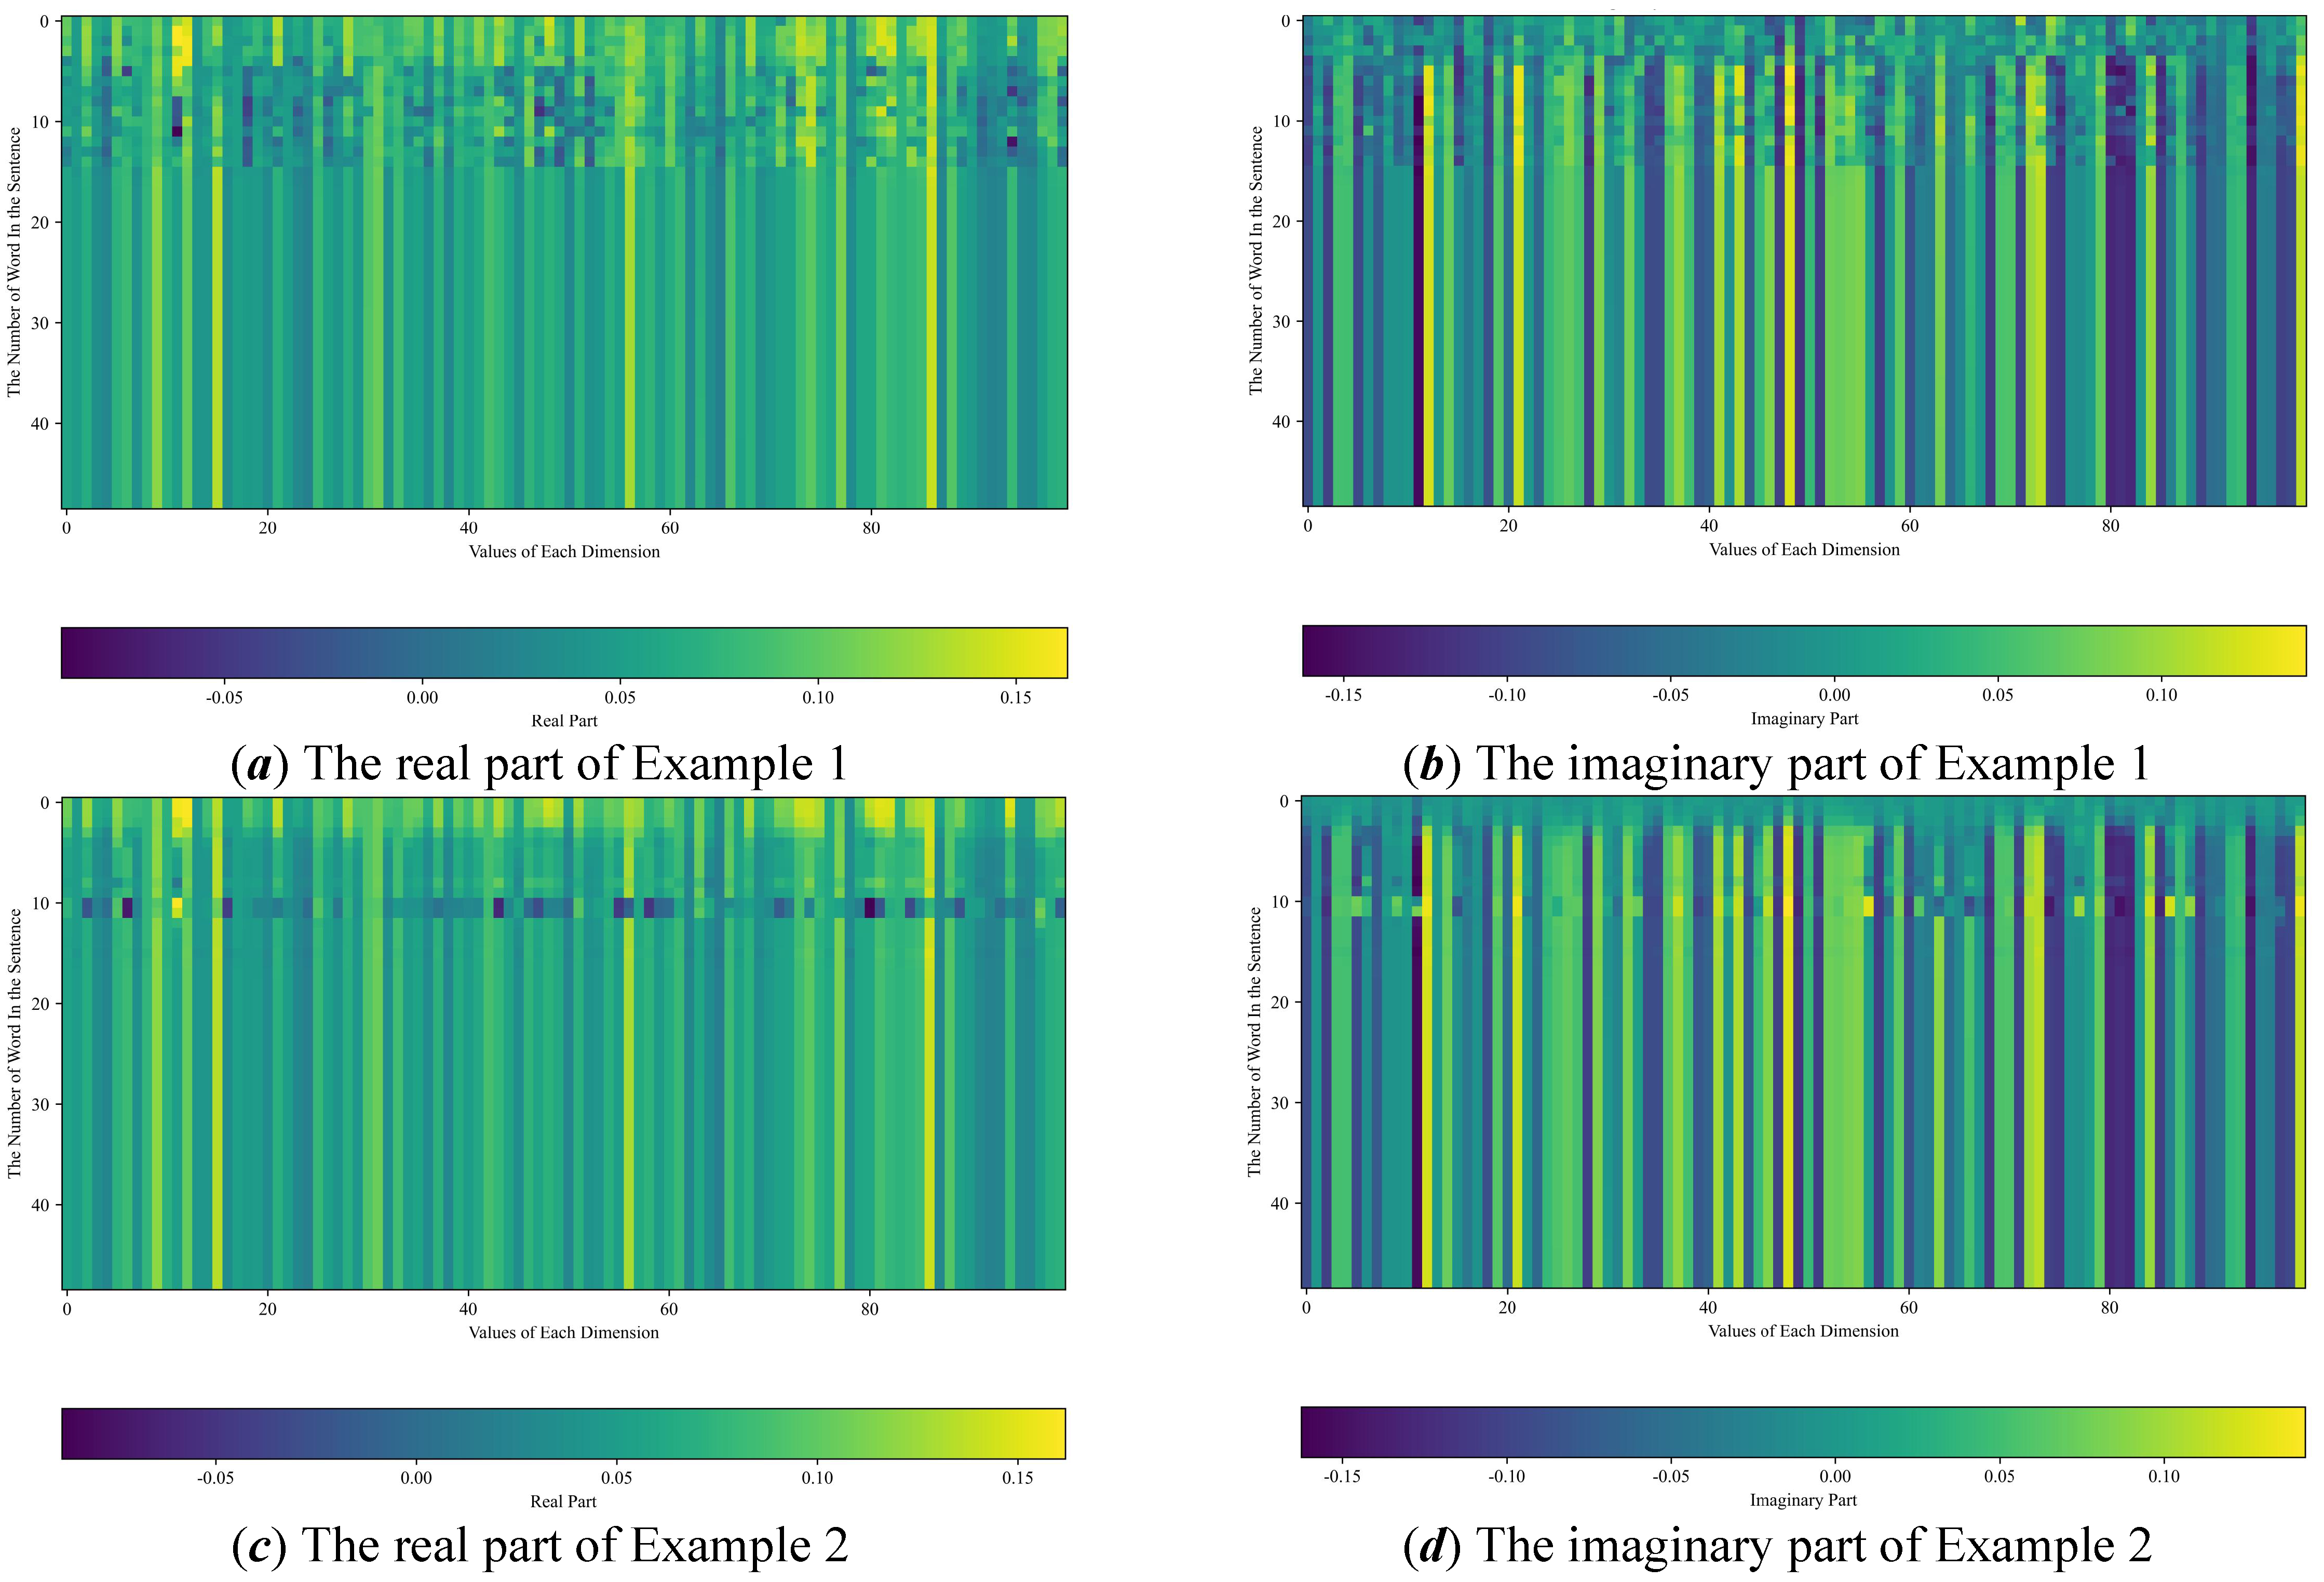 0
10
20
30
40
The Number of Word In the Sentence
0 20 40 60 80
Values of Each Dimension
-0.05 0.00 0.05 0.10 0.15
Real Part
(a) The real part of Example 1
0
10
20
30
40
The Number of Word In the Sentence
0 20 40 60 80
Values of Each Dimension
-0.15 -0.10 -0.05 0.00 0.05 0.10
Imaginary Part
(b) The imaginary part of Example 1
0
10
20
30
40
The Number of Word In the Sentence
0 20 40 60 80
Values of Each Dimension
-0.05 0.00 0.05 0.10 0.15
Real Part
(c) The real part of Example 2
0
10
20
30
40
The Number of Word In the Sentence
0 20 40 60 80
Values of Each Dimension
-0.15 -0.10 -0.05 0.00 0.05 0.10
Imaginary Part
(d) The imaginary part of Example 2